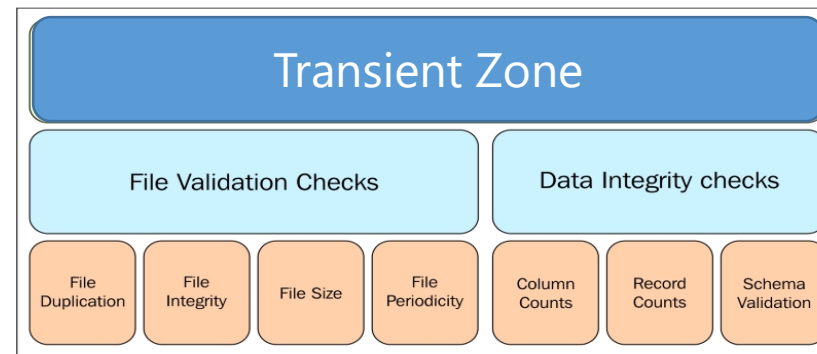 Transient Zone
File Validation Checks
Data Integrity checks
File
Duplication
File
Integrity
File Size
File
Periodicity
Column
Counts
Record
Counts
Schema
Validation